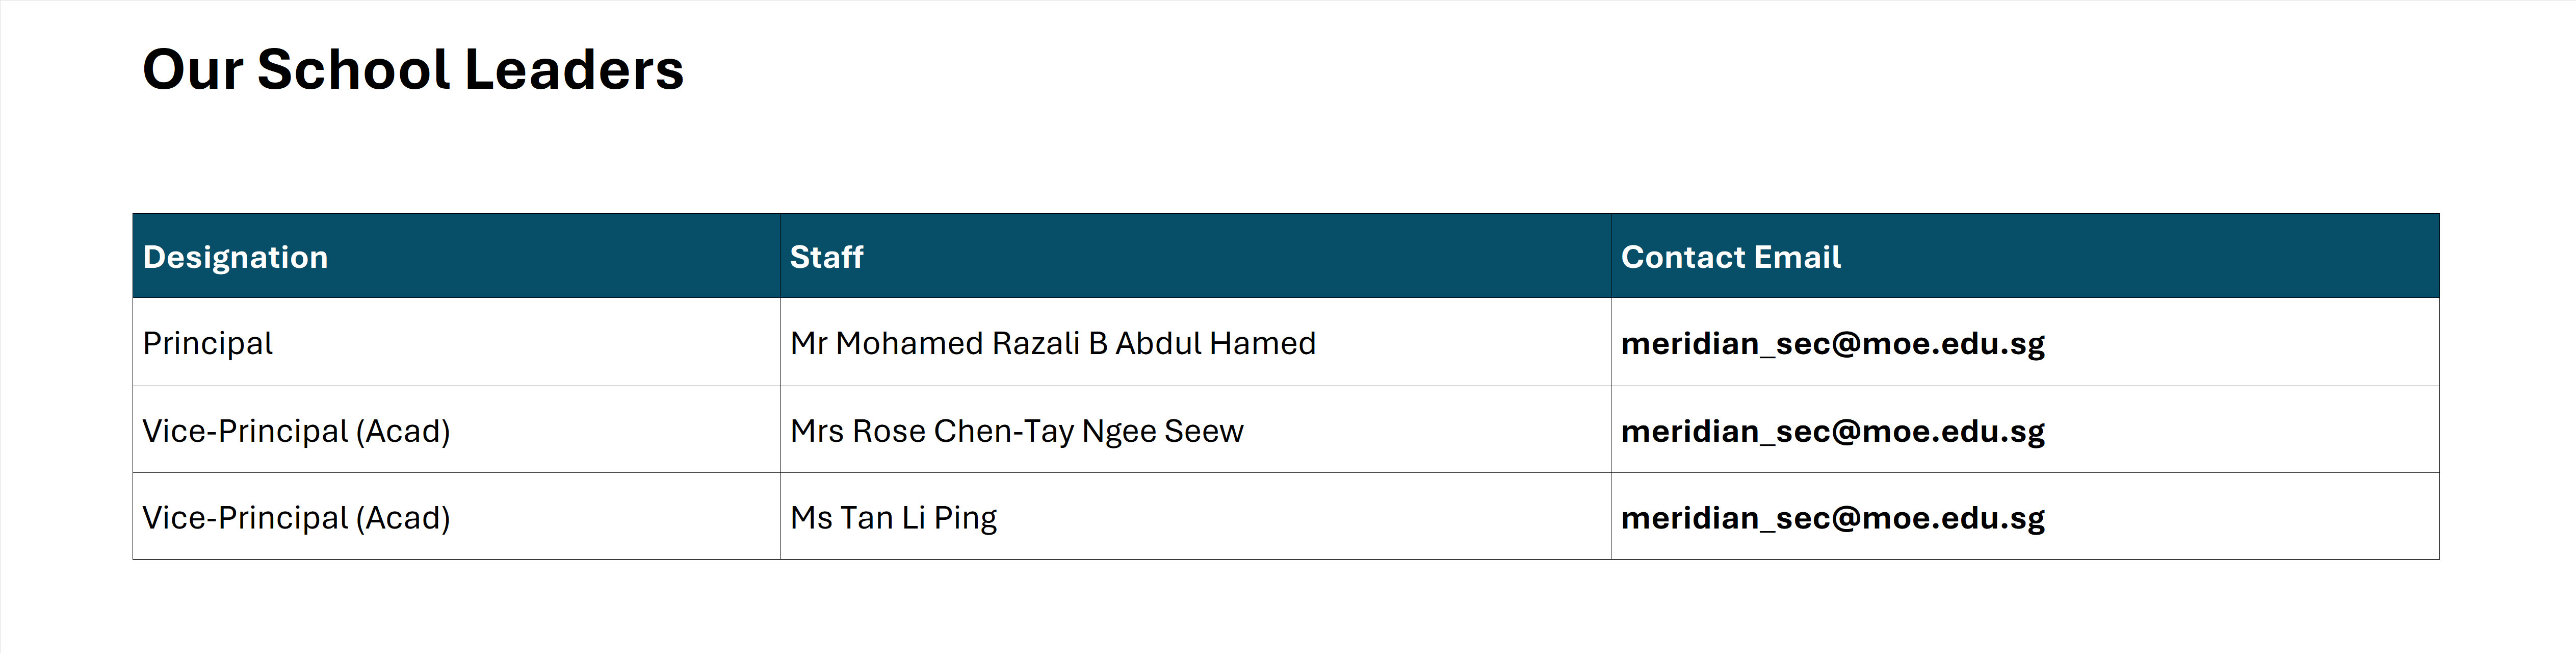 Our School Leaders
Designation Staff Contact Email
Principal Mr Mohamed Razali B Abdul Hamed meridian_sec@moe.edu.sg
Vice-Principal (Acad) Mrs Rose Chen-Tay Ngee Seew meridian_sec@moe.edu.sg
Vice-Principal (Acad) Ms Tan Li Ping meridian_sec@moe.edu.sg